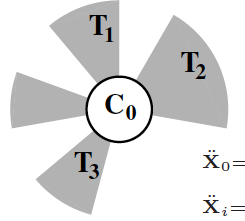 T₁
T₂
C₀
T₃
ẍ₀=
ẍᵢ=